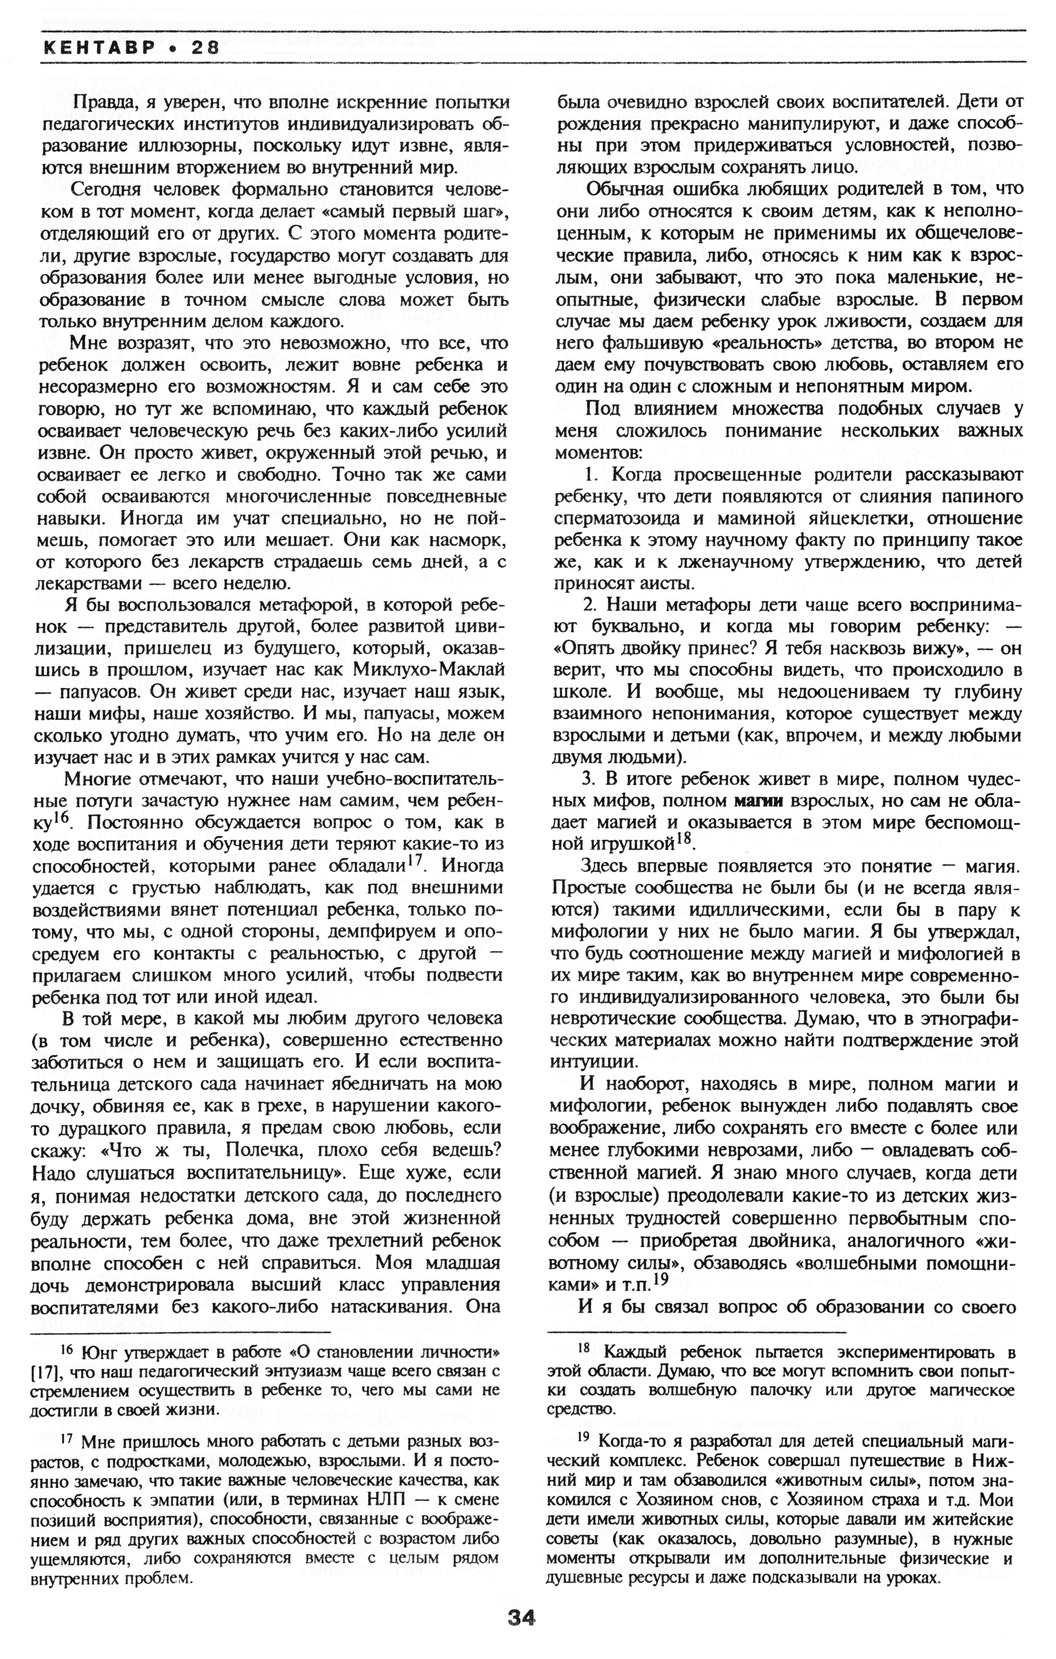 КЕНТАВР • 28
Правда, я уверен, что вполне искренние попытки
педагогических институтов индивидуализировать об-
разование иллюзорны, поскольку идут извне, явля-
ются внешним вторжением во внутренний мир.
Сегодня человек формально становится челове-
ком в тот момент, когда делает «самый первый шаг»,
отделяющий его от других. С этого момента родите-
ли, другие взрослые, государство могут создавать для
образования более или менее выгодные условия, но
образование в точном смысле слова может быть
только внутренним делом каждого.
Мне возразят, что это невозможно, что все, что
ребенок должен освоить, лежит вовне ребенка и
несоразмерно его возможностям. Я и сам себе это
говорю, но тут же вспоминаю, что каждый ребенок
осваивает человеческую речь без каких-либо усилий
извне. Он просто живет, окруженный этой речью, и
осваивает ее легко и свободно. Точно так же сами
собой осваиваются многочисленные повседневные
навыки. Иногда им учат специально, но не пой-
мешь, помогает это или мешает. Они как насморк,
от которого без лекарств страдаешь семь дней, а с
лекарствами — всего неделю.
Я бы воспользовался метафорой, в которой ребе-
нок — представитель другой, более развитой циви-
лизации, пришелец из будущего, который, оказав-
шись в прошлом, изучает нас как Миклухо-Маклай
— папуасов. Он живет среди нас, изучает наш язык,
наши мифы, наше хозяйство. И мы, папуасы, можем
сколько угодно думать, что учим его. Но на деле он
изучает нас и в этих рамках учится у нас сам.
Многие отмечают, что наши учебно-воспитатель-
ные потуги зачастую нужнее нам самим, чем ребен-
ку16. Постоянно обсуждается вопрос о том, как в
ходе воспитания и обучения дети теряют какие-то из
способностей, которыми ранее обладали17. Иногда
удается с грустью наблюдать, как под внешними
воздействиями вянет потенциал ребенка, только по-
тому, что мы, с одной стороны, демпфируем и опо-
средуем его контакты с реальностью, с другой —
прилагаем слишком много усилий, чтобы подвести
ребенка под тот или иной идеал.
В той мере, в какой мы любим другого человека
(в том числе и ребенка), совершенно естественно
заботиться о нем и защищать его. И если воспита-
тельница детского сада начинает ябедничать на мою
дочку, обвиняя ее, как в грехе, в нарушении какого-
то дурацкого правила, я предам свою любовь, если
скажу: «Что ж ты, Полечка, плохо себя ведешь?
Надо слушаться воспитательницу». Еще хуже, если
я, понимая недостатки детского сада, до последнего
буду держать ребенка дома, вне этой жизненной
реальности, тем более, что даже трехлетний ребенок
вполне способен с ней справиться. Моя младшая
дочь демонстрировала высший класс управления
воспитателями без какого-либо натаскивания. Она
16 Юнг утверждает в работе «О становлении личности»
[17], что наш педагогический энтузиазм чаще всего связан с
стремлением осуществить в ребенке то, чего мы сами не
достигли в своей жизни.
17 Мне пришлось много работать с детьми разных воз-
растов, с подростками, молодежью, взрослыми. И я посто-
янно замечаю, что такие важные человеческие качества, как
способность к эмпатии (или, в терминах НЛП — к смене
позиций восприятия), способности, связанные с воображе-
нием и ряд других важных способностей с возрастом либо
ущемляются, либо сохраняются вместе с целым рядом
внутренних проблем.
была очевидно взрослей своих воспитателей. Дети от
рождения прекрасно манипулируют, и даже способ-
ны при этом придерживаться условностей, позво-
ляющих взрослым сохранять лицо.
Обычная ошибка любящих родителей в том, что
они либо относятся к своим детям, как к неполно-
ценным, к которым не применимы их общечелове-
ческие правила, либо, относясь к ним как к взрос-
лым, они забывают, что это пока маленькие, не-
опытные, физически слабые взрослые. В первом
случае мы даем ребенку урок лживости, создаем для
него фальшивую «реальность» детства, во втором не
даем ему почувствовать свою любовь, оставляем его
один на один с сложным и непонятным миром.
Под влиянием множества подобных случаев у
меня сложилось понимание нескольких важных
моментов:
1. Когда просвещенные родители рассказывают
ребенку, что дети появляются от слияния папиного
сперматозоида и маминой яйцеклетки, отношение
ребенка к этому научному факту по принципу такое
же, как и к лженаучному утверждению, что детей
приносят аисты.
2. Наши метафоры дети чаще всего воспринима-
ют буквально, и когда мы говорим ребенку: —
«Опять двойку принес? Я тебя насквозь вижу», — он
верит, что мы способны видеть, что происходило в
школе. И вообще, мы недооцениваем ту глубину
взаимного непонимания, которое существует между
взрослыми и детьми (как, впрочем, и между любыми
двумя людьми).
3. В итоге ребенок живет в мире, полном чудес-
ных мифов, полном магии взрослых, но сам не обла-
дает магией и оказывается в этом мире беспомощ-
ной игрушкой18.
Здесь впервые появляется это понятие — магия.
Простые сообщества не были бы (и не всегда явля-
ются) такими идиллическими, если бы в пару к
мифологии у них не было магии. Я бы утверждал,
что будь соотношение между магией и мифологией в
их мире таким, как во внутреннем мире современно-
го индивидуализированного человека, это были бы
невротические сообщества. Думаю, что в этнографи-
ческих материалах можно найти подтверждение этой
интуиции.
И наоборот, находясь в мире, полном магии и
мифологии, ребенок вынужден либо подавлять свое
воображение, либо сохранять его вместе с более или
менее глубокими неврозами, либо — овладевать соб-
ственной магией. Я знаю много случаев, когда дети
(и взрослые) преодолевали какие-то из детских жиз-
ненных трудностей совершенно первобытным спо-
собом — приобретая двойника, аналогичного «жи-
вотному силы», обзаводясь «волшебными помощни-
ками» и т.п.19
И я бы связал вопрос об образовании со своего
18 Каждый ребенок пытается экспериментировать в
этой области. Думаю, что все могут вспомнить свои попыт-
ки создать волшебную палочку или другое магическое
средство.
19 Когда-то я разработал для детей специальный маги-
ческий комплекс. Ребенок совершал путешествие в Ниж-
ний мир и там обзаводился «животным силы», потом зна-
комился с Хозяином снов, с Хозяином страха и т.д. Мои
дети имели животных силы, которые давали им житейские
советы (как оказалось, довольно разумные), в нужные
моменты открывали им дополнительные физические и
душевные ресурсы и даже подсказывали на уроках.
34